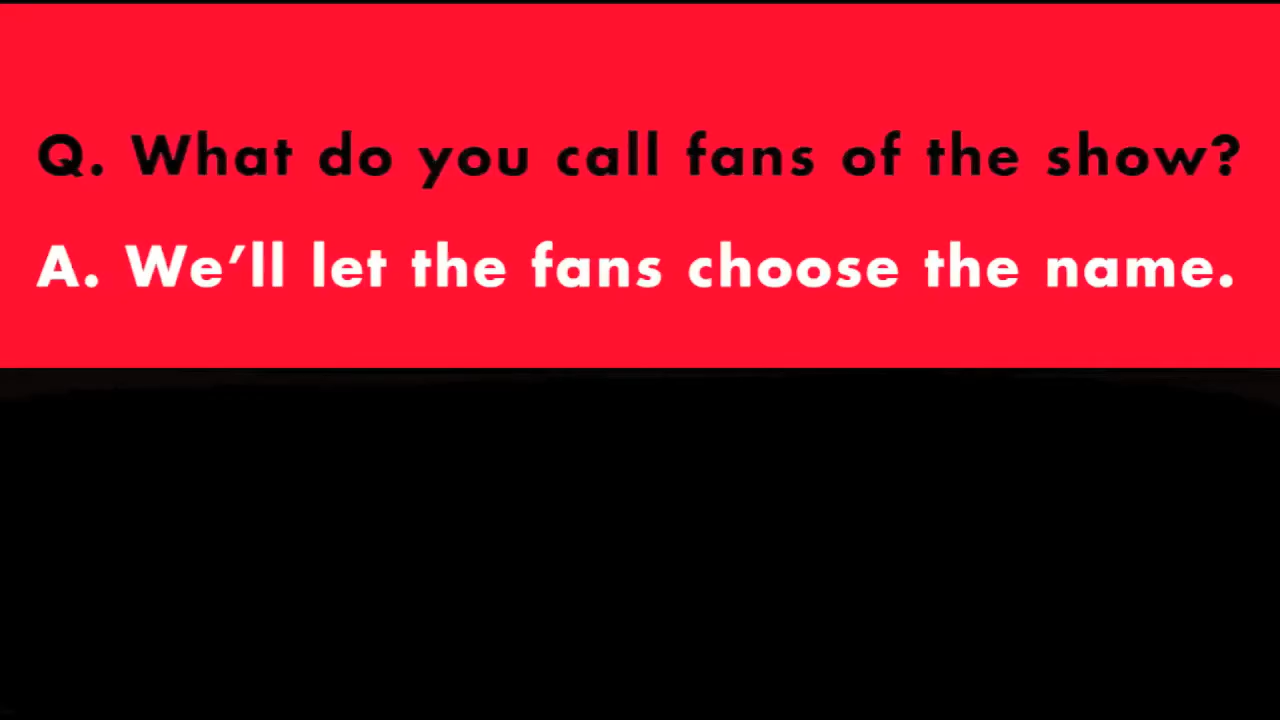 Q. What do you call fans of the show?
A. We’ll let the fans choose the name.